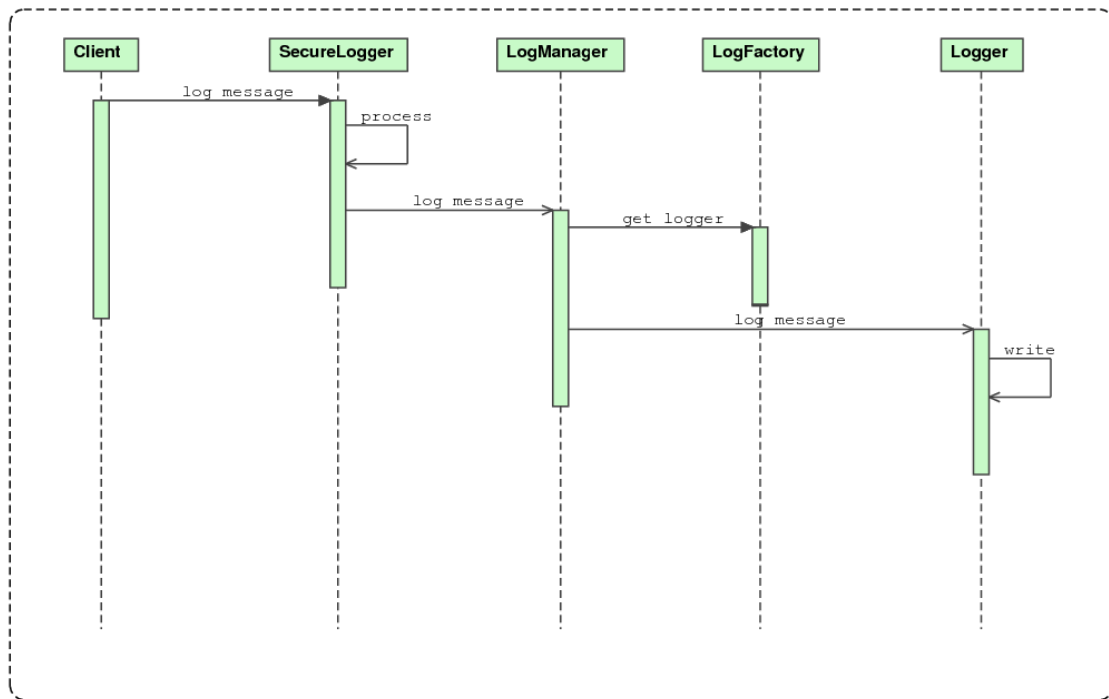 Client
SecureLogger
LogManager
LogFactory
Logger
log message
process
log message
get logger
log message
write